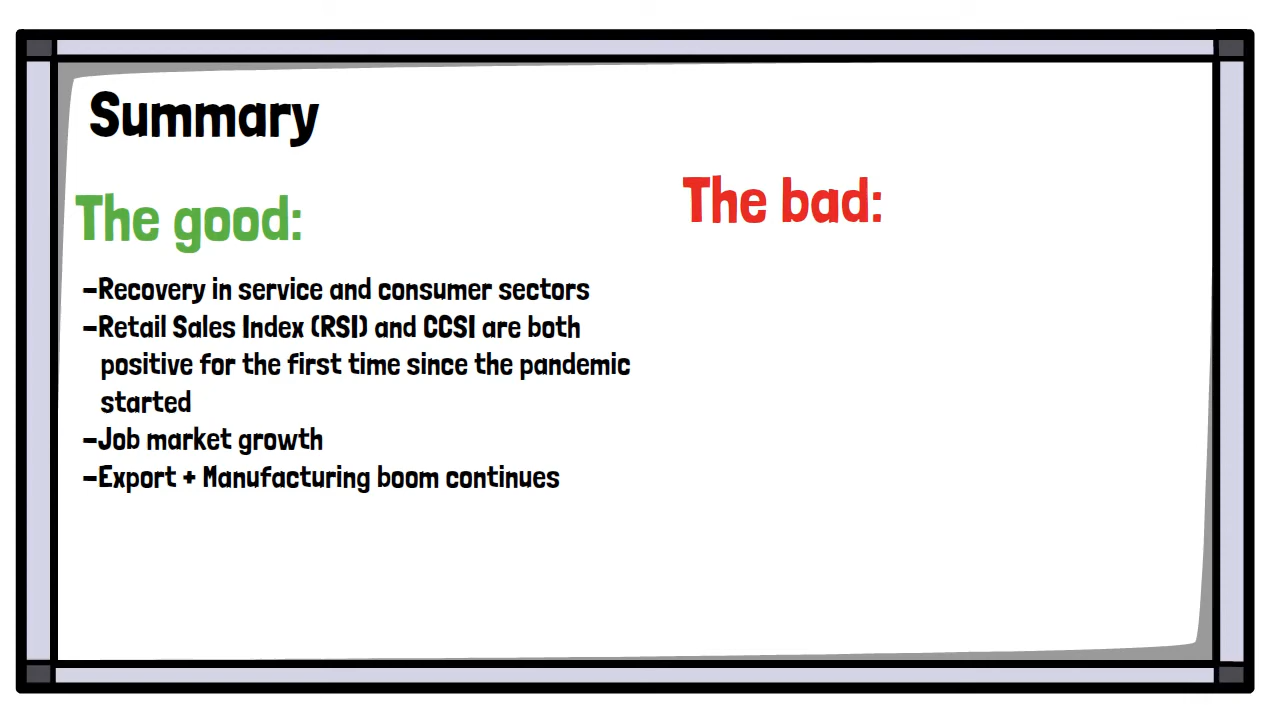 Summary
The good:
-Recovery in service and consumer sectors
-Retail Sales Index (RSI) and CCSI are both
positive for the first time since the pandemic
started
-Job market growth
-Export + Manufacturing boom continues
The bad: